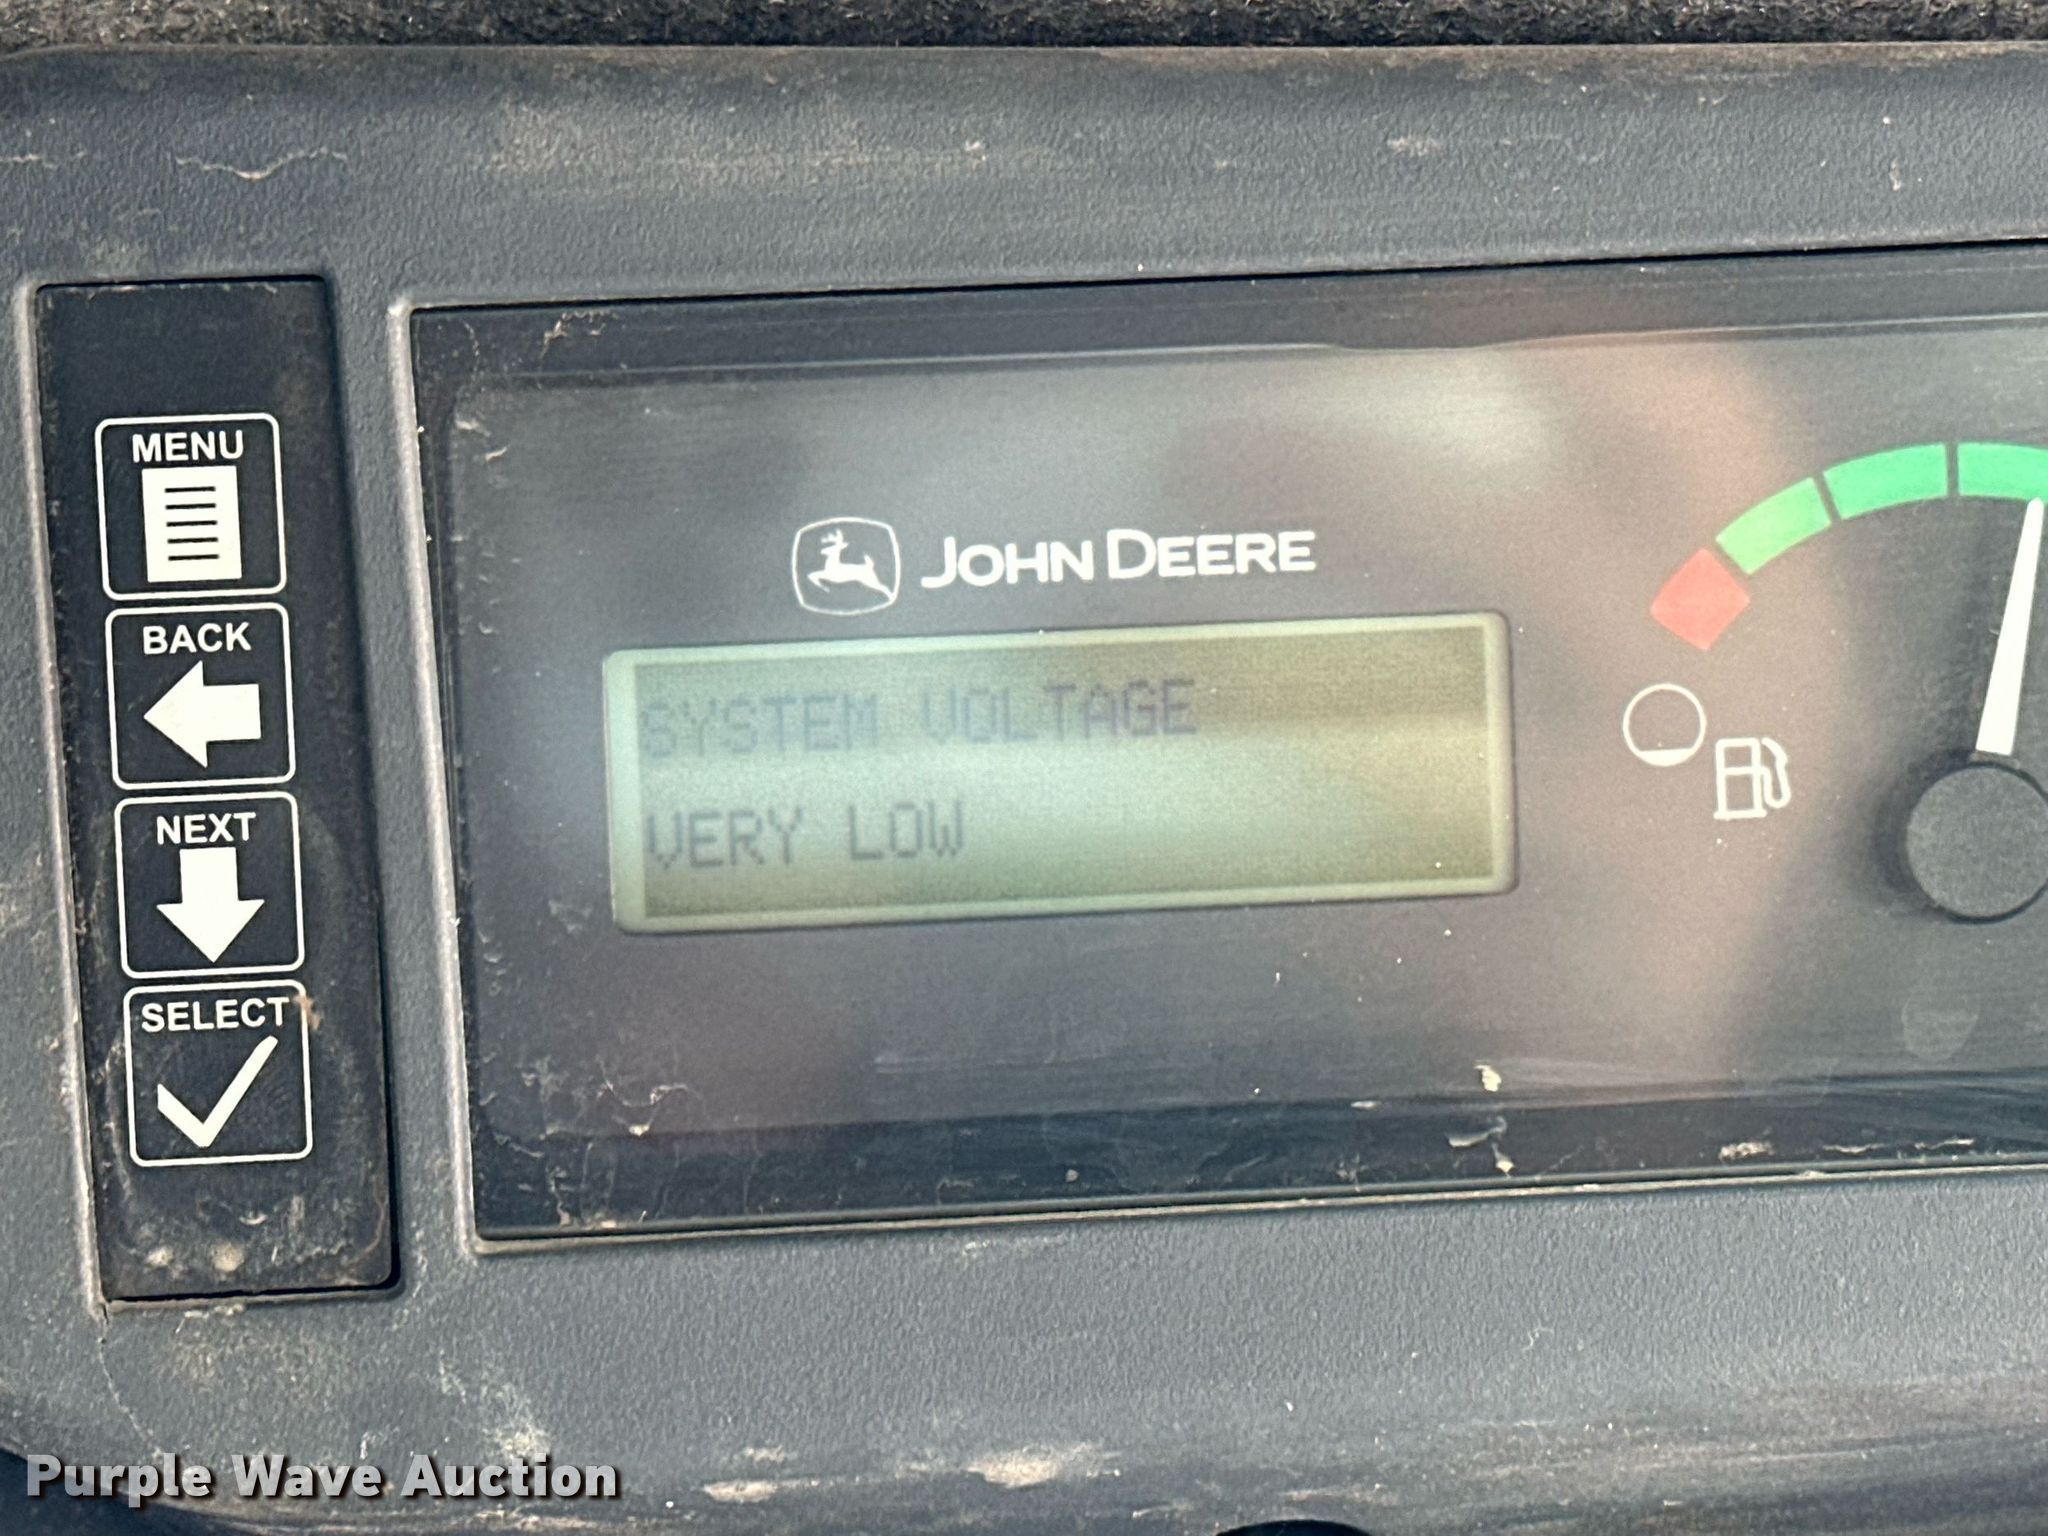 MENU
BACK
NEXT
SELECT
JOHN DEERE
SYSTEM VOLTAGE
VERY LOW
Purple Wave Auction